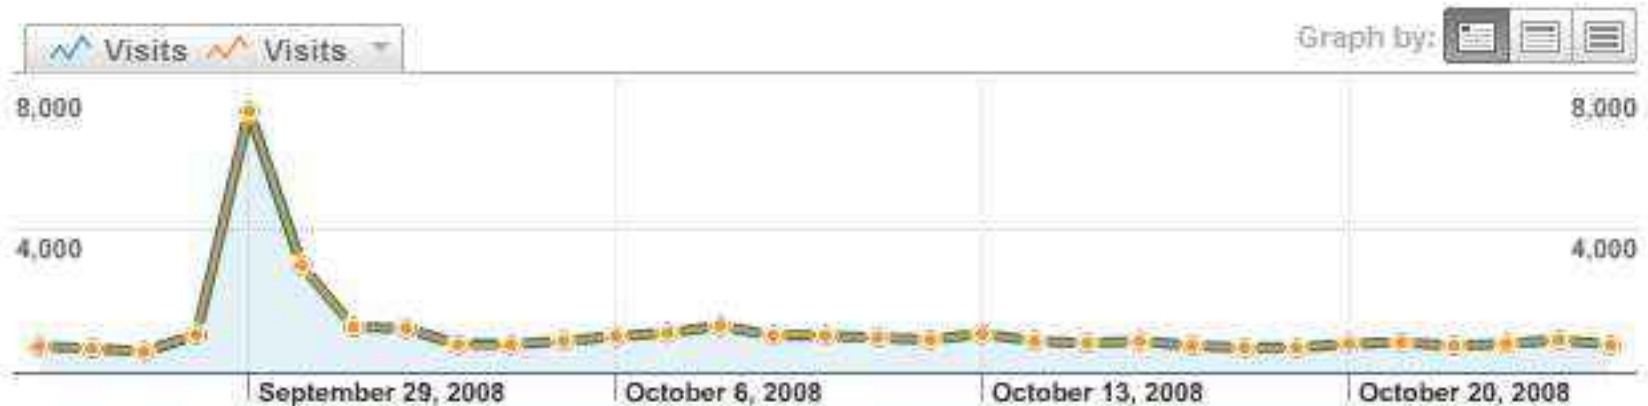 Visits Visits
Graph by:
8,000 8,000
4,000 4,000
September 29, 2008 October 6, 2008 October 13, 2008 October 20, 2008